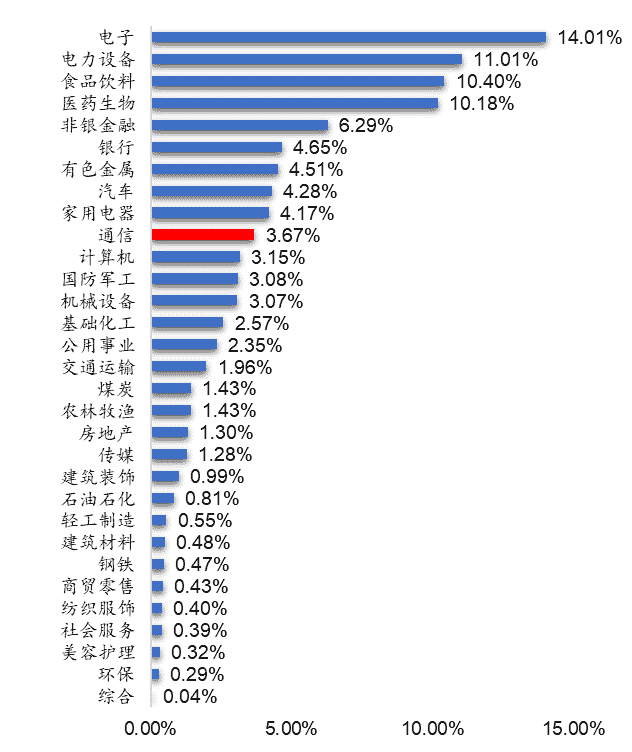 电子 14.01%
电力设备 11.01%
食品饮料 10.40%
医药生物 10.18%
非银金融 6.29%
银行 4.65%
有色金属 4.51%
汽车 4.28%
家用电器 4.17%
通信 3.67%
计算机 3.15%
国防军工 3.08%
机械设备 3.07%
基础化工 2.57%
公用事业 2.35%
交通运输 1.96%
煤炭 1.43%
农林牧渔 1.43%
房地产 1.30%
传媒 1.28%
建筑装饰 0.99%
石油石化 0.81%
轻工制造 0.55%
建筑材料 0.48%
钢铁 0.47%
商贸零售 0.43%
纺织服饰 0.40%
社会服务 0.39%
美容护理 0.32%
环保 0.29%
综合 0.04%
0.00% 5.00% 10.00% 15.00%